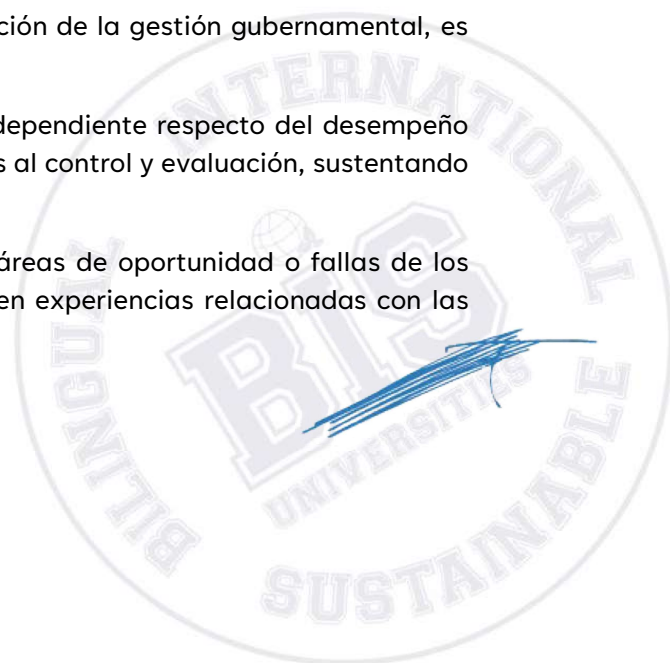 ción de la gestión gubernamental, es
dependiente respecto del desempeño
s al control y evaluación, sustentando
áreas de oportunidad o fallas de los
en experiencias relacionadas con las
INTERNATIONAL
BILINGUAL
BIS
UNIVERSITIES
SUSTAINABLE